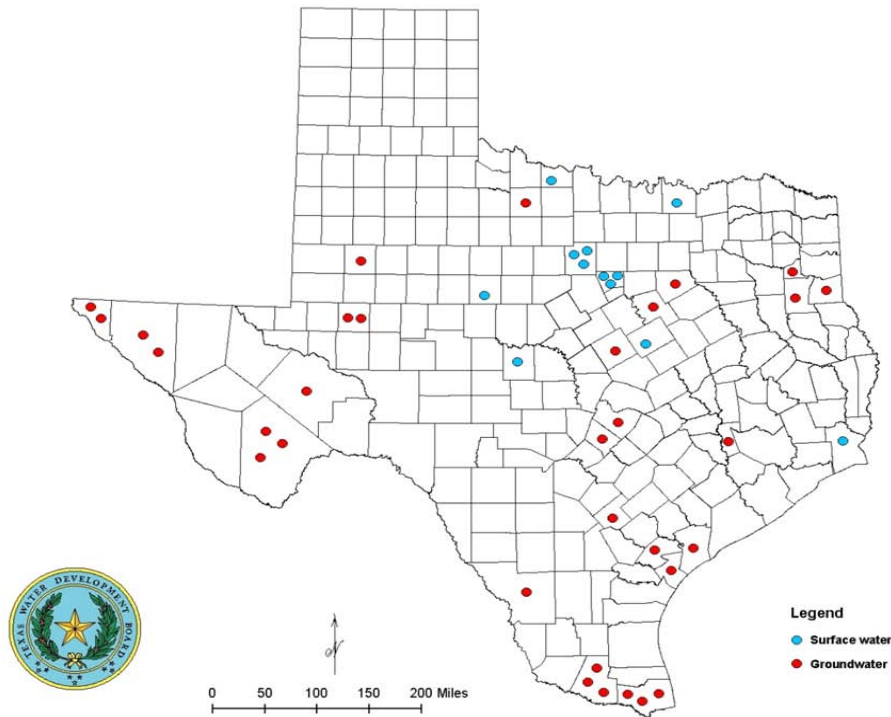 TEXAS WATER DEVELOPMENT BOARD
N
0 50 100 150 200 Miles
Legend
Surface water
Groundwater